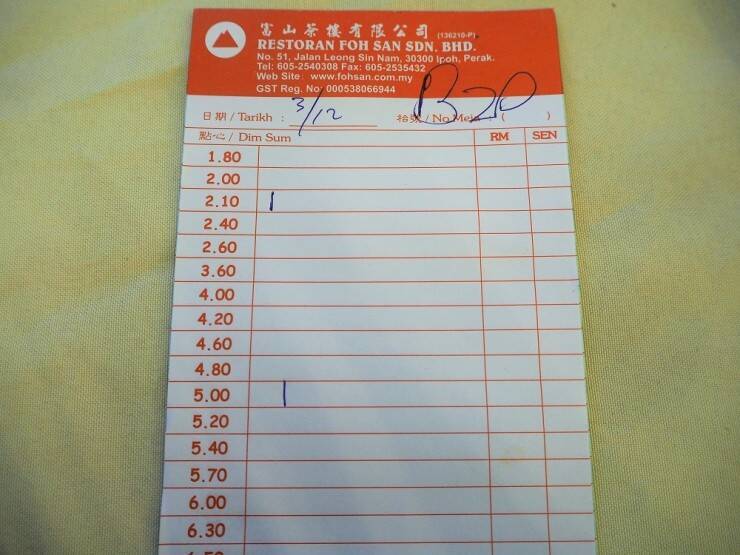 富山茶樓有限公司 (136210-P)
RESTORAN FOH SAN SDN. BHD.
No. 51, Jalan Leong Sin Nam, 30300 Ipoh, Perak.
Tel: 605-2540308 Fax: 605-2535432
Web Site: www.fohsan.com.my
GST Reg. No: 000538066944
日期 / Tarikh : 3/12 枱號 / No Meja : ( )
點心 / Dim Sum RM SEN
1.80
2.00
2.10 |
2.40
2.60
3.60
4.00
4.20
4.60
4.80
5.00 |
5.20
5.40
5.70
6.00
6.30